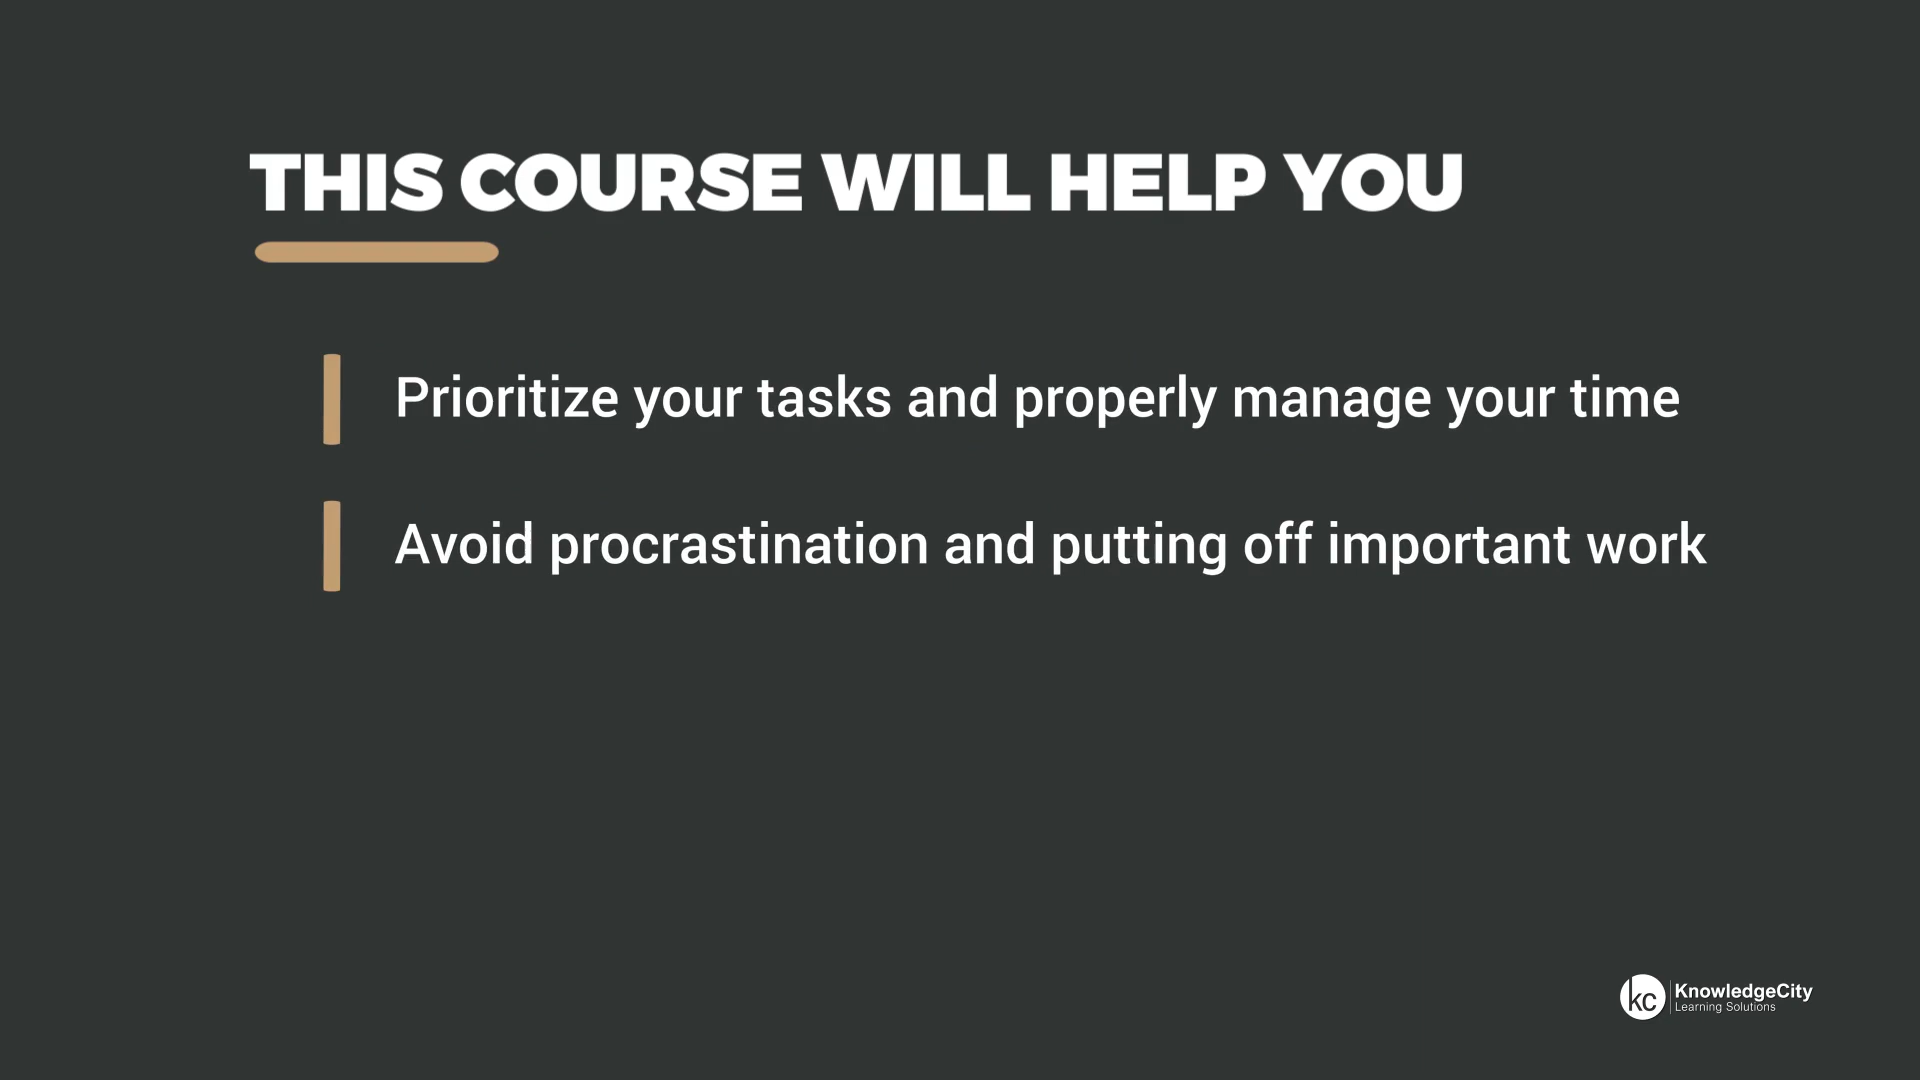 THIS COURSE WILL HELP YOU
Prioritize your tasks and properly manage your time
Avoid procrastination and putting off important work
kc KnowledgeCity
Learning Solutions